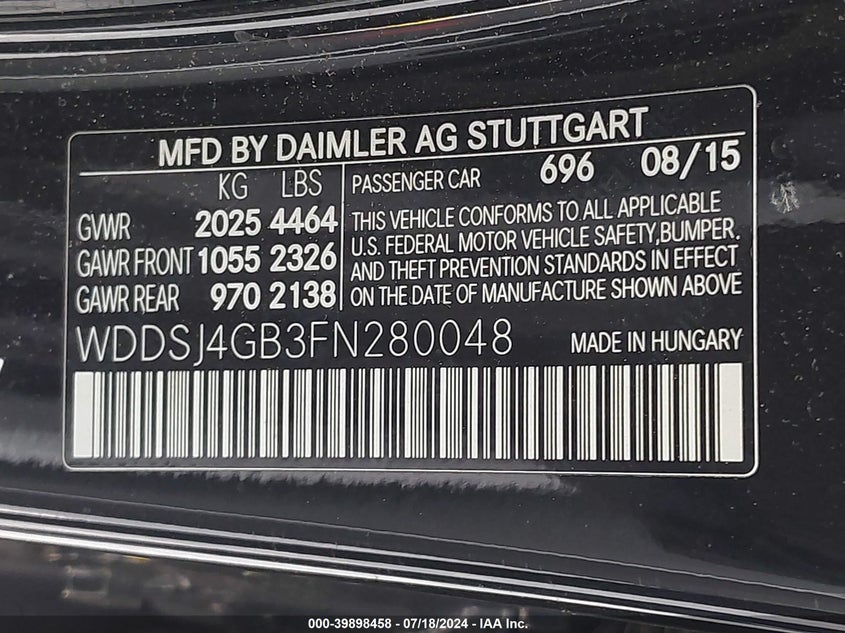 MFD BY DAIMLER AG STUTTGART
KG LBS
GVWR 2025 4464
GAWR FRONT 1055 2326
GAWR REAR 970 2138
PASSENGER CAR 696 08/15
THIS VEHICLE CONFORMS TO ALL APPLICABLE
U.S. FEDERAL MOTOR VEHICLE SAFETY,BUMPER.
AND THEFT PREVENTION STANDARDS IN EFFECT
ON THE DATE OF MANUFACTURE SHOWN ABOVE
WDDSJ4GB3FN280048 MADE IN HUNGARY
000-39898458 - 07/18/2024 - IAA Inc.